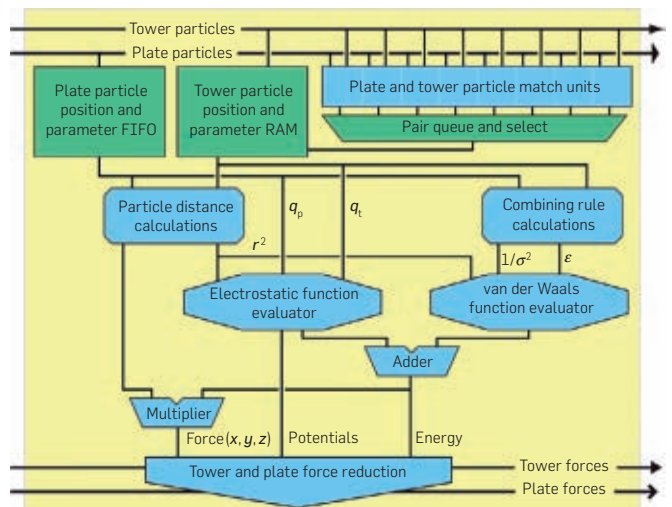 Tower particles
Plate particles
Plate particle
position and
parameter FIFO
Tower particle
position and
parameter RAM
Plate and tower particle match units
Pair queue and select
Particle distance
calculations
q_p
q_t
Combining rule
calculations
r²
1/σ²
ε
Electrostatic function
evaluator
van der Waals
function evaluator
Adder
Multiplier
Force (x, y, z)
Potentials
Energy
Tower and plate force reduction
Tower forces
Plate forces